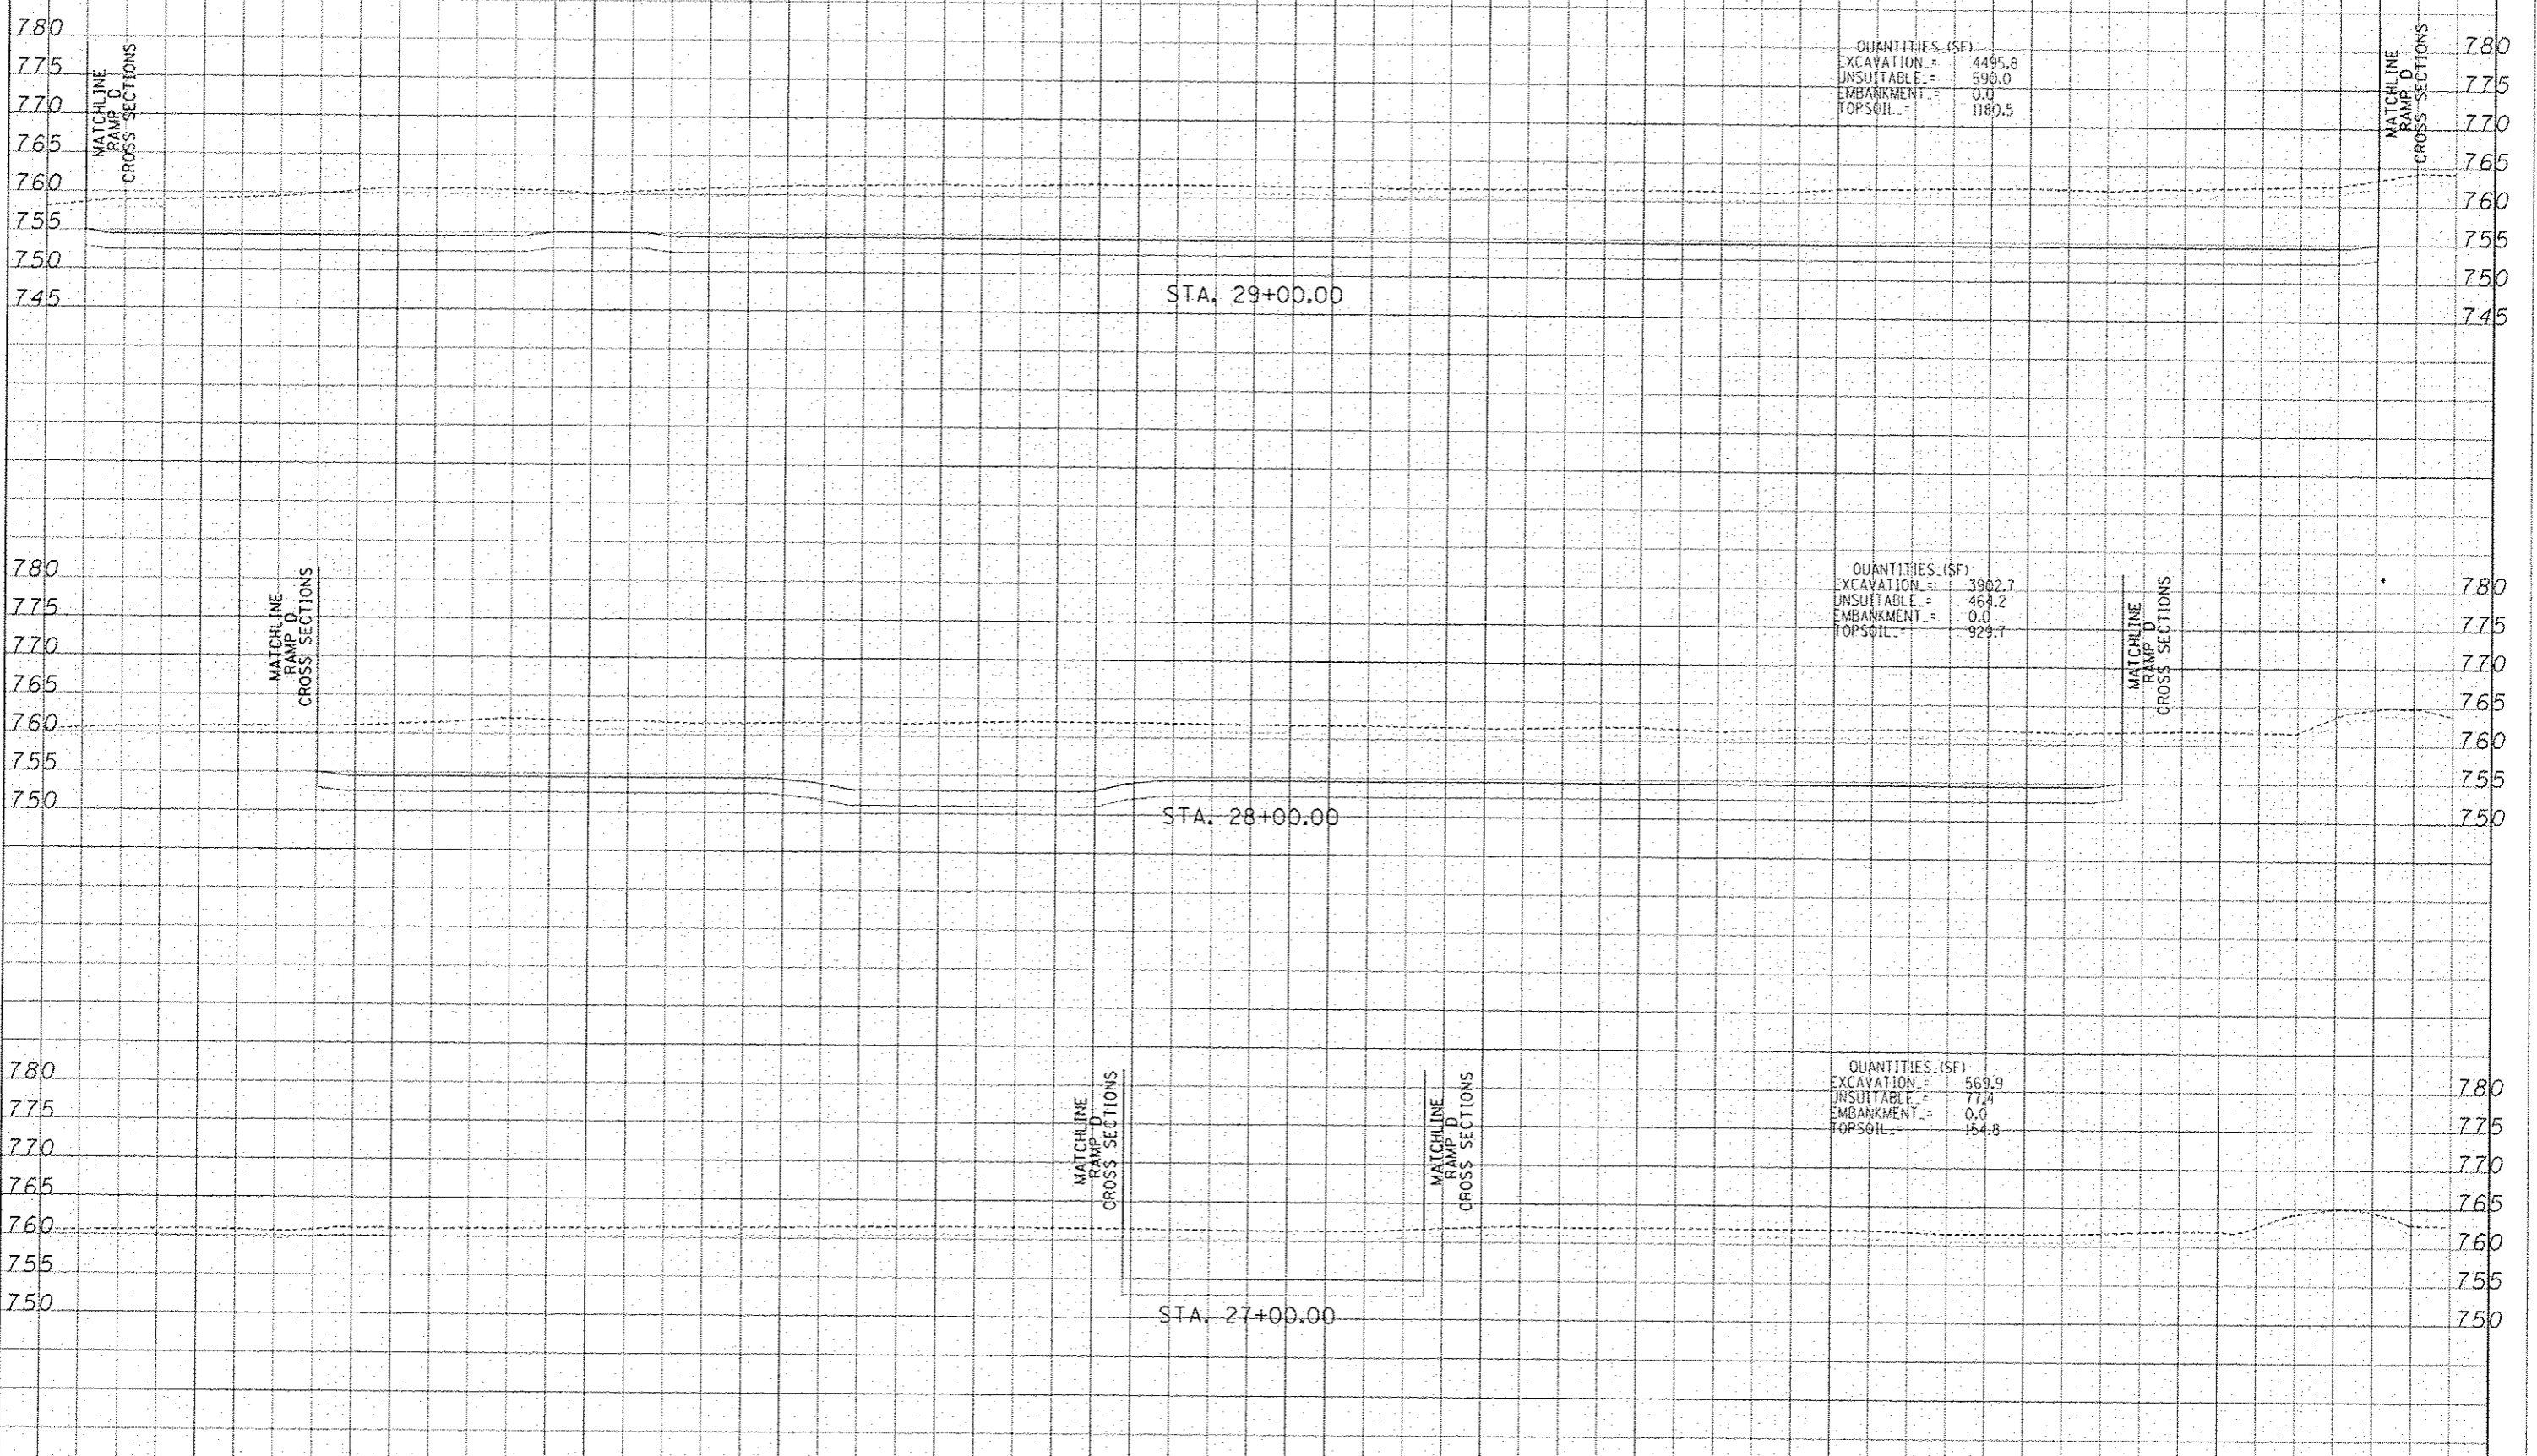 780
775
770
765
760
755
750
745
MATCHLINE
RAMP D
CROSS SECTIONS
QUANTITIES (SF)
EXCAVATION = 4495.8
UNSUITABLE = 590.0
EMBANKMENT = 0.0
TOPSOIL = 1180.5
MATCHLINE
RAMP D
CROSS SECTIONS
780
775
770
765
760
755
750
745
STA. 29+00.00
780
775
770
765
760
755
750
MATCHLINE
RAMP D
CROSS SECTIONS
QUANTITIES (SF)
EXCAVATION = 3902.7
UNSUITABLE = 464.2
EMBANKMENT = 0.0
TOPSOIL = 929.7
MATCHLINE
RAMP D
CROSS SECTIONS
780
775
770
765
760
755
750
STA. 28+00.00
780
775
770
765
760
755
750
MATCHLINE
RAMP D
CROSS SECTIONS
MATCHLINE
RAMP D
CROSS SECTIONS
QUANTITIES (SF)
EXCAVATION = 569.9
UNSUITABLE = 77.4
EMBANKMENT = 0.0
TOPSOIL = 154.8
780
775
770
765
760
755
750
STA. 27+00.00